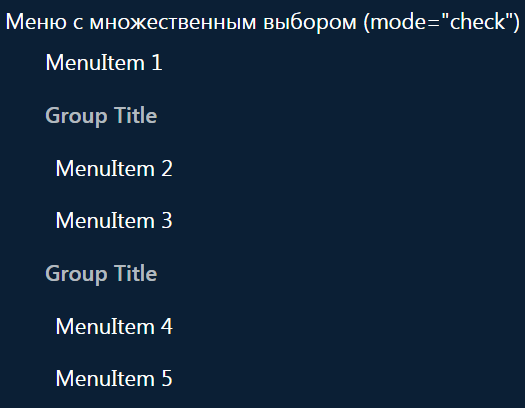 Меню с множественным выбором (mode="check")
MenuItem 1
Group Title
MenuItem 2
MenuItem 3
Group Title
MenuItem 4
MenuItem 5